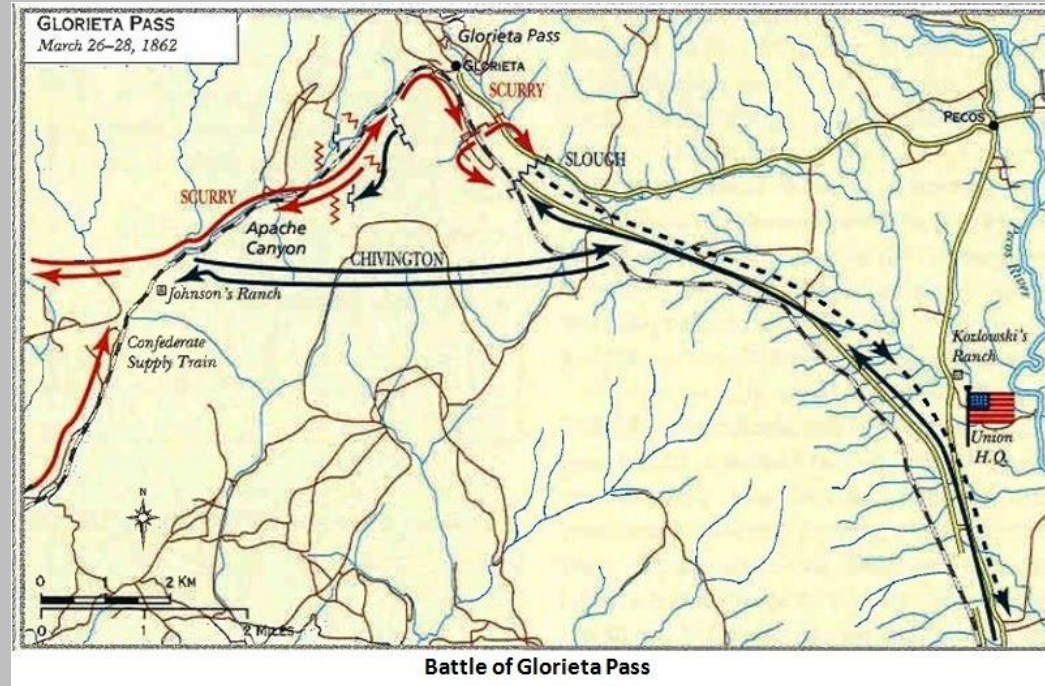 GLORIETA PASS
March 26–28, 1862
Glorieta Pass
GLORIETA
SCURRY
PECOS
SLOUGH
SCURRY
Apache
Canyon
CHIVINGTON
Pecos River
Johnson's Ranch
Confederate
Supply Train
Kozlowski's
Ranch
Union
H.Q.
N
0 1 2 KM
0 1 2 MILES
Battle of Glorieta Pass